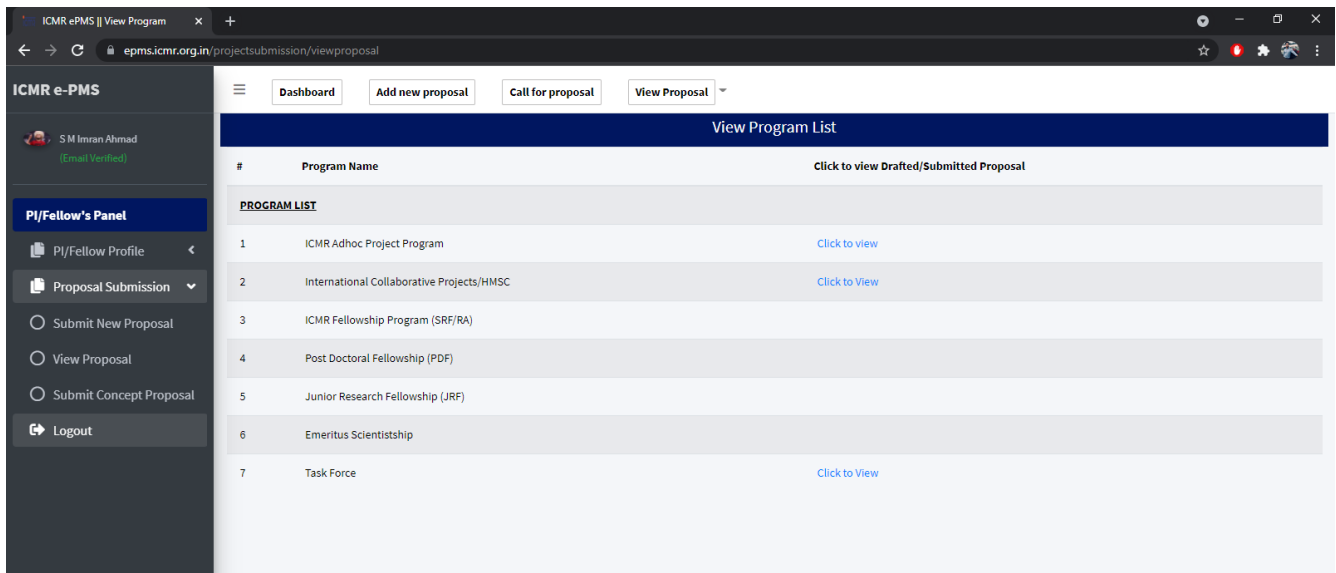 ICMR ePMS || View Program
epms.icmr.org.in/projectsubmission/viewproposal
ICMR e-PMS
S M Imran Ahmad
(Email Verified)
PI/Fellow's Panel
PI/Fellow Profile
Proposal Submission
Submit New Proposal
View Proposal
Submit Concept Proposal
Logout
Dashboard Add new proposal Call for proposal View Proposal
View Program List
# Program Name Click to view Drafted/Submitted Proposal
PROGRAM LIST
1 ICMR Adhoc Project Program Click to view
2 International Collaborative Projects/HMSC Click to View
3 ICMR Fellowship Program (SRF/RA)
4 Post Doctoral Fellowship (PDF)
5 Junior Research Fellowship (JRF)
6 Emeritus Scientistship
7 Task Force Click to View